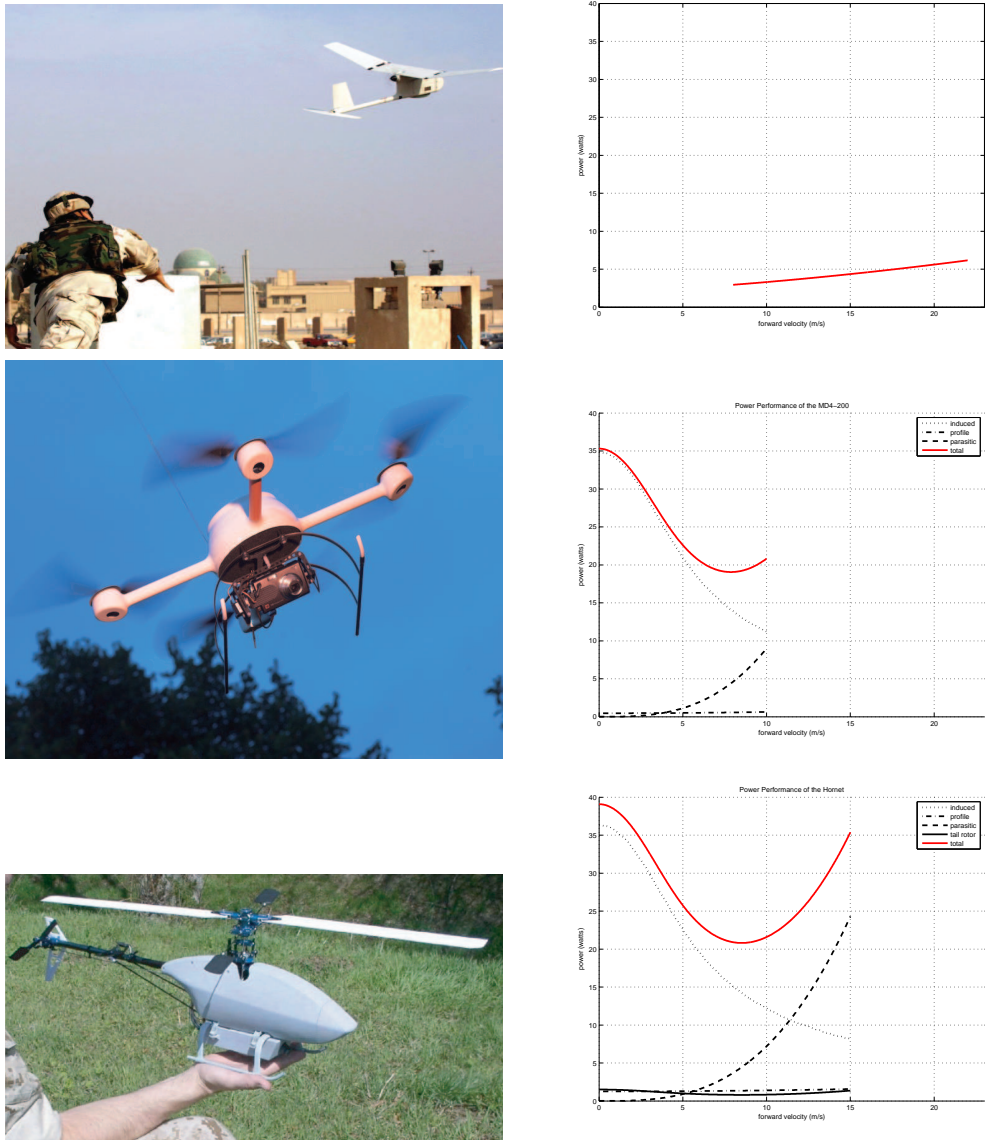 40
35
30
25
20
15
10
5
0
power (watts)
0 5 10 15 20
forward velocity (m/s)
Power Performance of the MD4−200
40
35
30
25
20
15
10
5
0
power (watts)
induced
profile
parasitic
total
0 5 10 15 20
forward velocity (m/s)
Power Performance of the Hornet
40
35
30
25
20
15
10
5
0
power (watts)
induced
profile
parasitic
tail rotor
total
0 5 10 15 20
forward velocity (m/s)